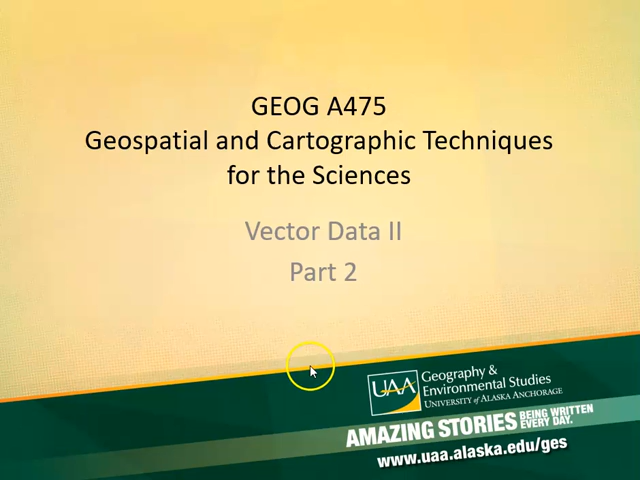 GEOG A475
Geospatial and Cartographic Techniques
for the Sciences
Vector Data II
Part 2
UAA
Geography &
Environmental Studies
UNIVERSITY of ALASKA ANCHORAGE
AMAZING STORIES BEING WRITTEN
EVERY DAY.
www.uaa.alaska.edu/ges